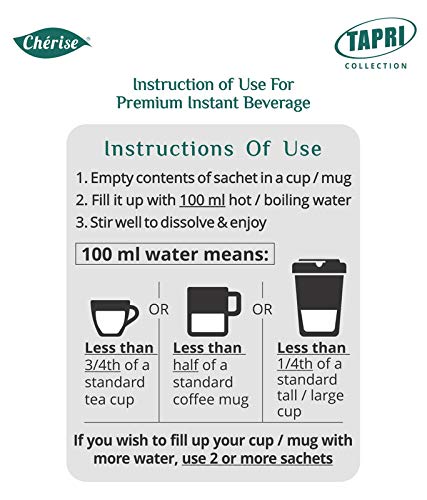 Chérise®
TAPRI
COLLECTION
Instruction of Use For
Premium Instant Beverage
Instructions Of Use
1. Empty contents of sachet in a cup / mug
2. Fill it up with 100 ml hot / boiling water
3. Stir well to dissolve & enjoy
100 ml water means:
OR
OR
Less than
3/4th of a
standard
tea cup
Less than
half of a
standard
coffee mug
Less than
1/4th of a
standard
tall / large
cup
If you wish to fill up your cup / mug with
more water, use 2 or more sachets